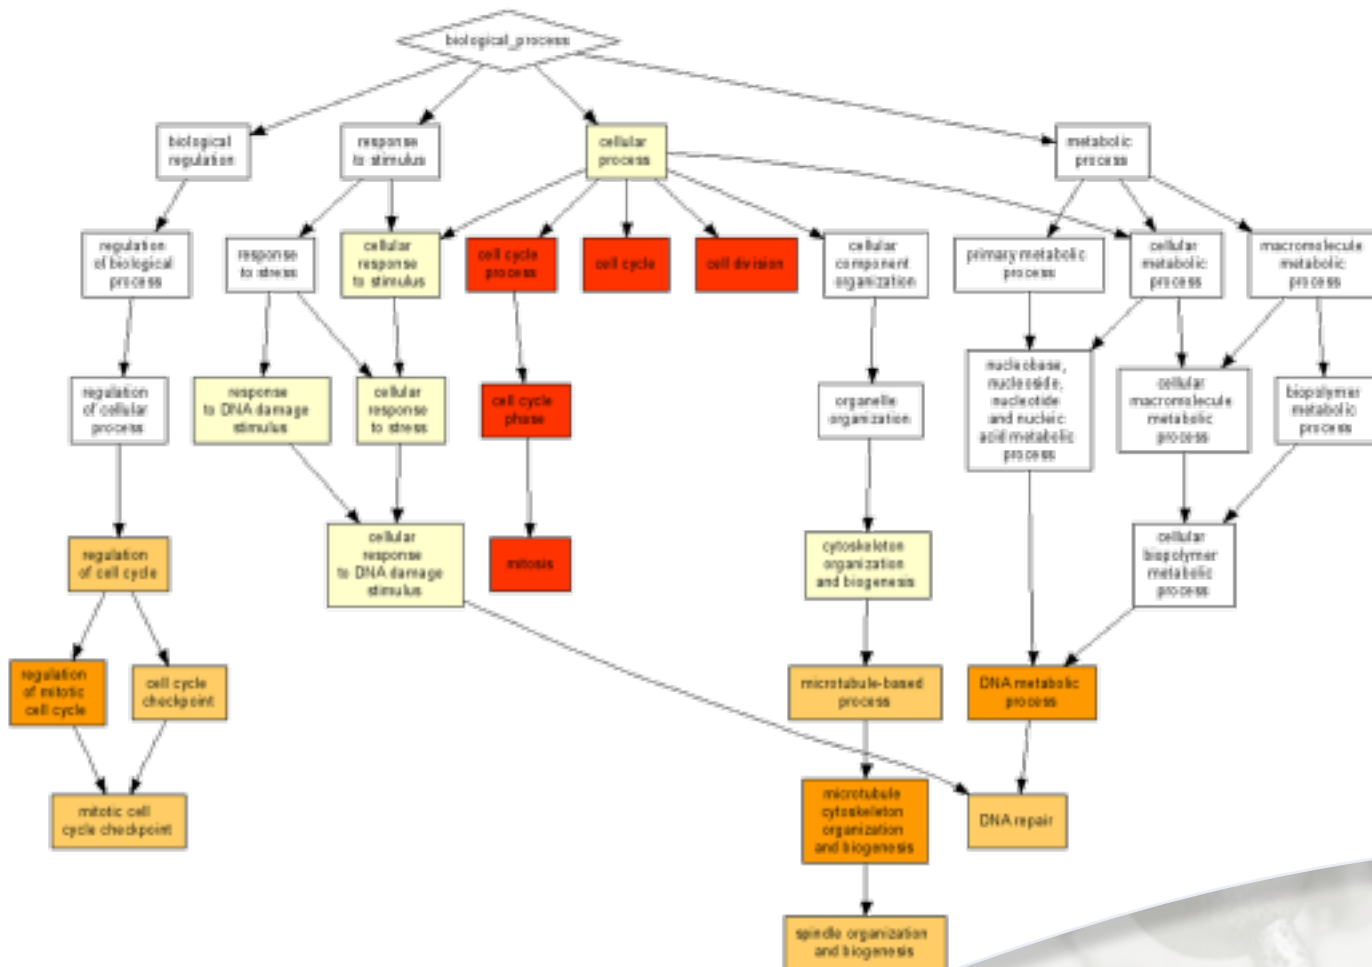 biological_process
biological
regulation
response
to stimulus
cellular
process
metabolic
process
regulation
of biological
process
response
to stress
cellular
response
to stimulus
cell cycle
process
cell cycle
cell division
cellular
component
organization
primary metabolic
process
cellular
metabolic
process
macromolecule
metabolic
process
regulation
of cellular
process
response
to DNA damage
stimulus
cellular
response
to stress
cell cycle
phase
organelle
organization
nucleobase,
nucleoside,
nucleotide
and nucleic
acid metabolic
process
cellular
macromolecule
metabolic
process
biopolymer
metabolic
process
regulation
of cell cycle
cellular
response
to DNA damage
stimulus
mitosis
cytoskeleton
organization
and biogenesis
cellular
biopolymer
metabolic
process
regulation
of mitotic
cell cycle
cell cycle
checkpoint
microtubule-based
process
DNA metabolic
process
mitotic cell
cycle checkpoint
microtubule
cytoskeleton
organization
and biogenesis
DNA repair
spindle organization
and biogenesis